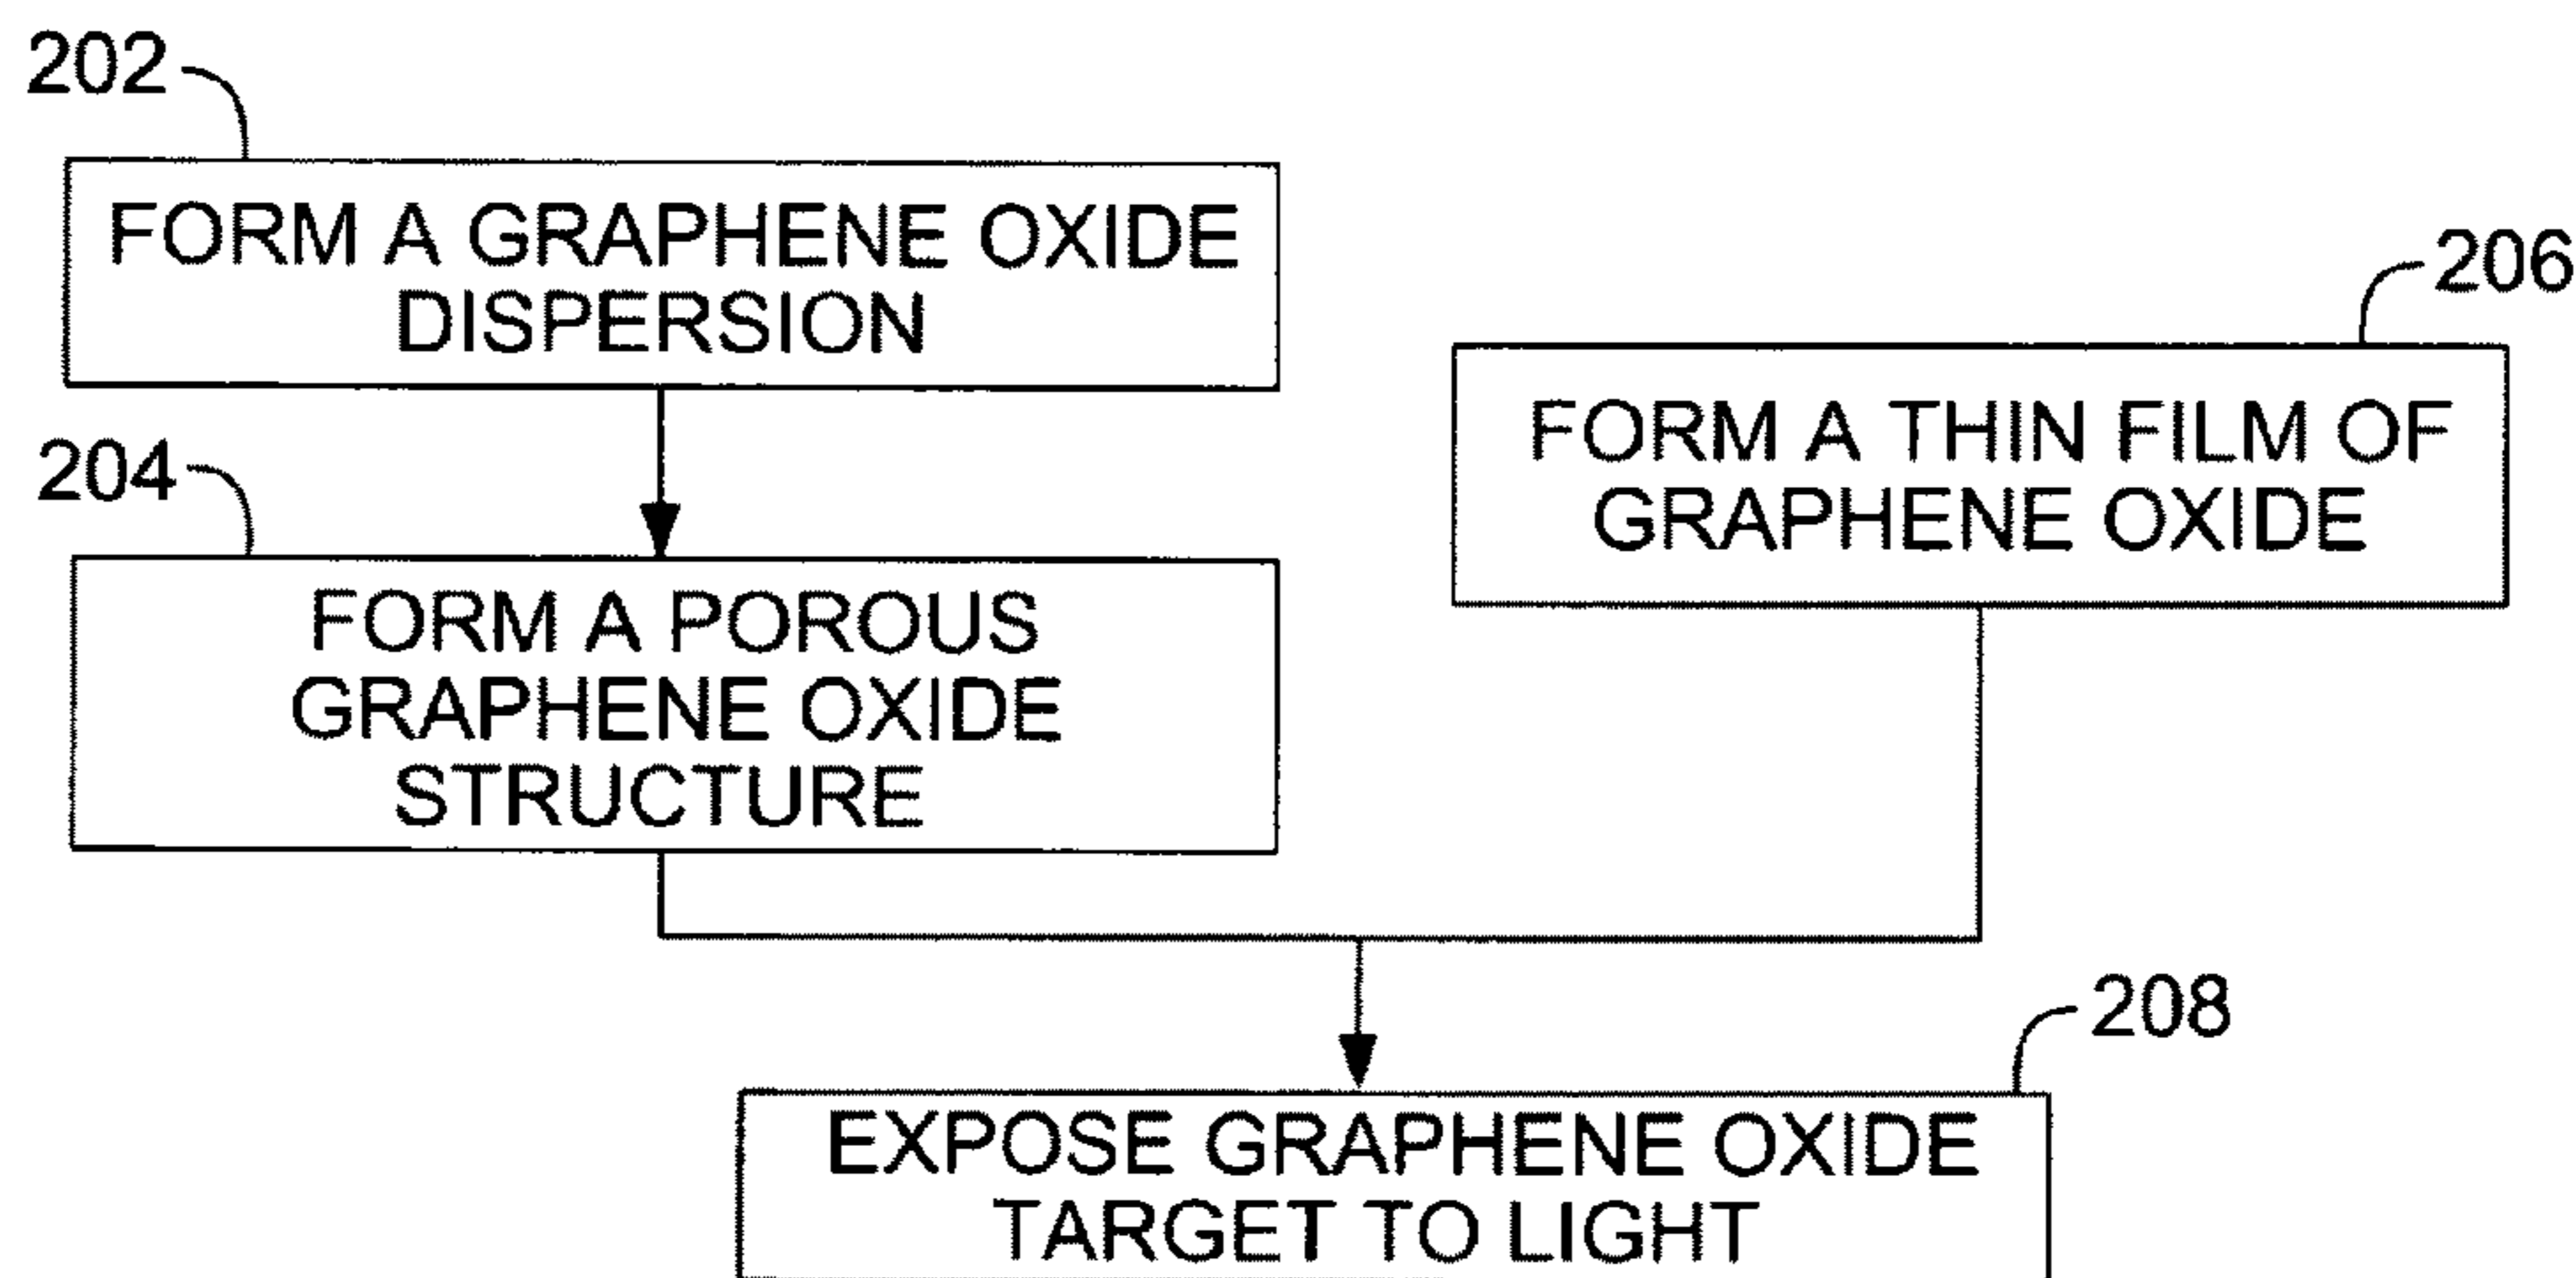 202
FORM A GRAPHENE OXIDE
DISPERSION
206
FORM A THIN FILM OF
GRAPHENE OXIDE
204
FORM A POROUS
GRAPHENE OXIDE
STRUCTURE
208
EXPOSE GRAPHENE OXIDE
TARGET TO LIGHT